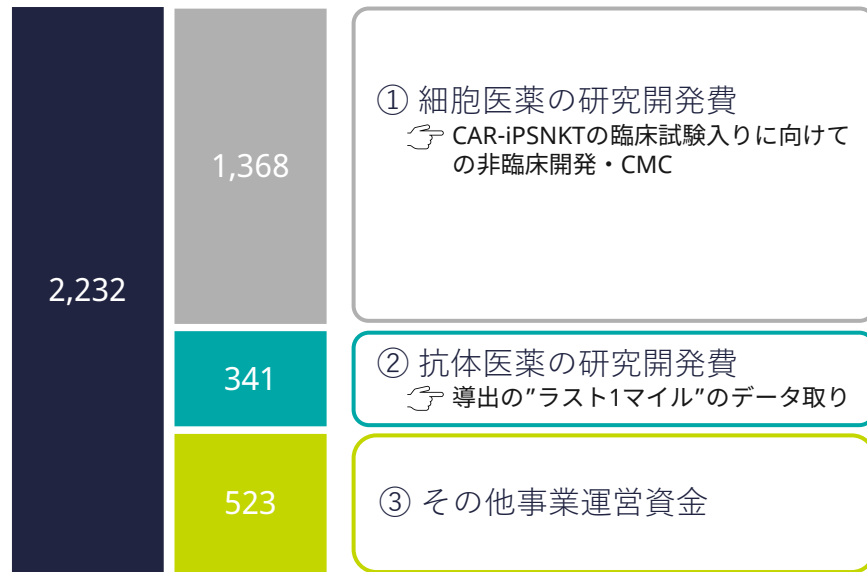 2,232
1,368
① 細胞医薬の研究開発費
☞ CAR-iPSNKTの臨床試験入りに向けて
の非臨床開発・CMC
341
② 抗体医薬の研究開発費
☞ 導出の”ラスト1マイル”のデータ取り
523
③ その他事業運営資金